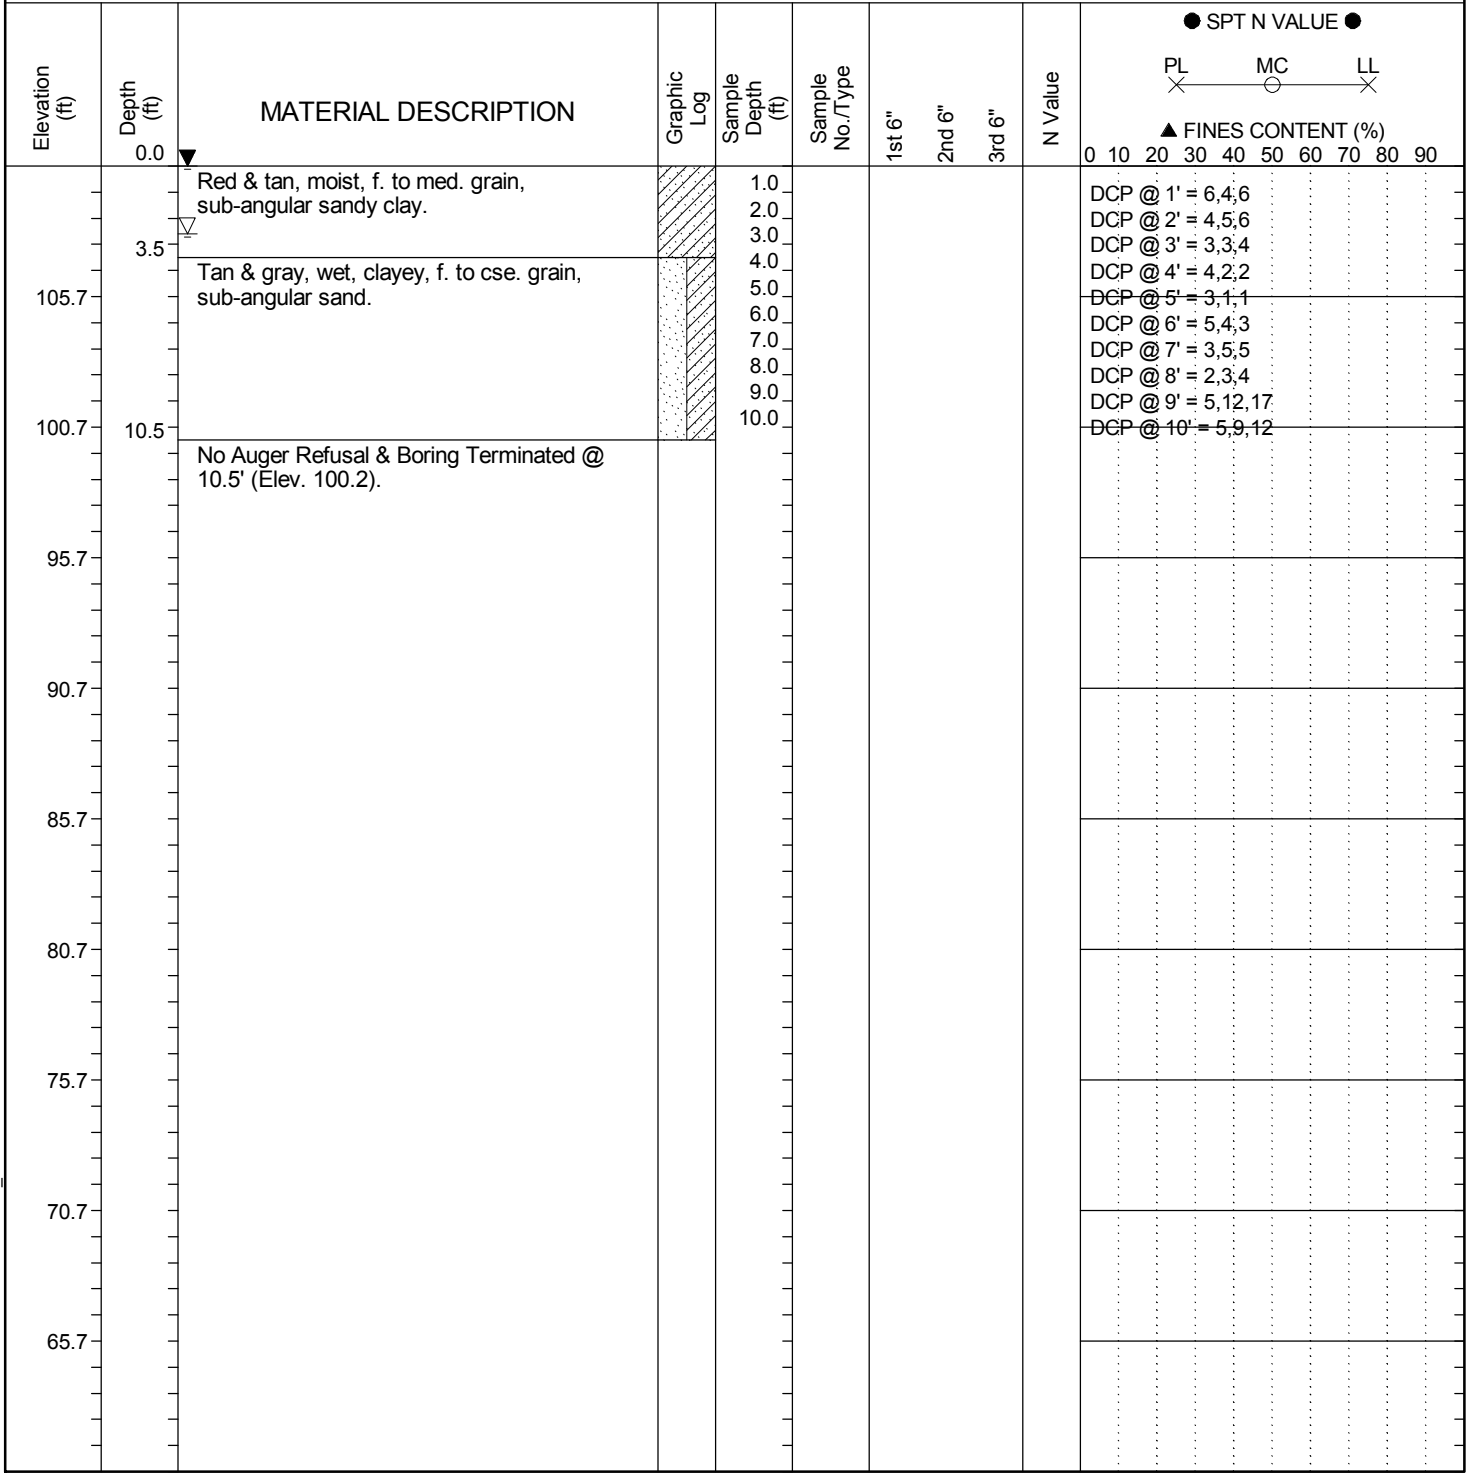 ● SPT N VALUE ●
PL MC LL
▲ FINES CONTENT (%)
0 10 20 30 40 50 60 70 80 90
Elevation
(ft)
Depth
(ft)
0.0
MATERIAL DESCRIPTION
Graphic
Log
Sample
Depth
(ft)
Sample
No./Type
1st 6"
2nd 6"
3rd 6"
N Value
Red & tan, moist, f. to med. grain,
sub-angular sandy clay.
3.5
Tan & gray, wet, clayey, f. to cse. grain,
sub-angular sand.
10.5
No Auger Refusal & Boring Terminated @
10.5' (Elev. 100.2).
1.0
2.0
3.0
4.0
5.0
6.0
7.0
8.0
9.0
10.0
DCP @ 1' = 6,4,6
DCP @ 2' = 4,5,6
DCP @ 3' = 3,3,4
DCP @ 4' = 4,2,2
DCP @ 5' = 3,1,1
DCP @ 6' = 5,4,3
DCP @ 7' = 3,5,5
DCP @ 8' = 2,3,4
DCP @ 9' = 5,12,17
DCP @ 10' = 5,9,12
105.7
100.7
95.7
90.7
85.7
80.7
75.7
70.7
65.7